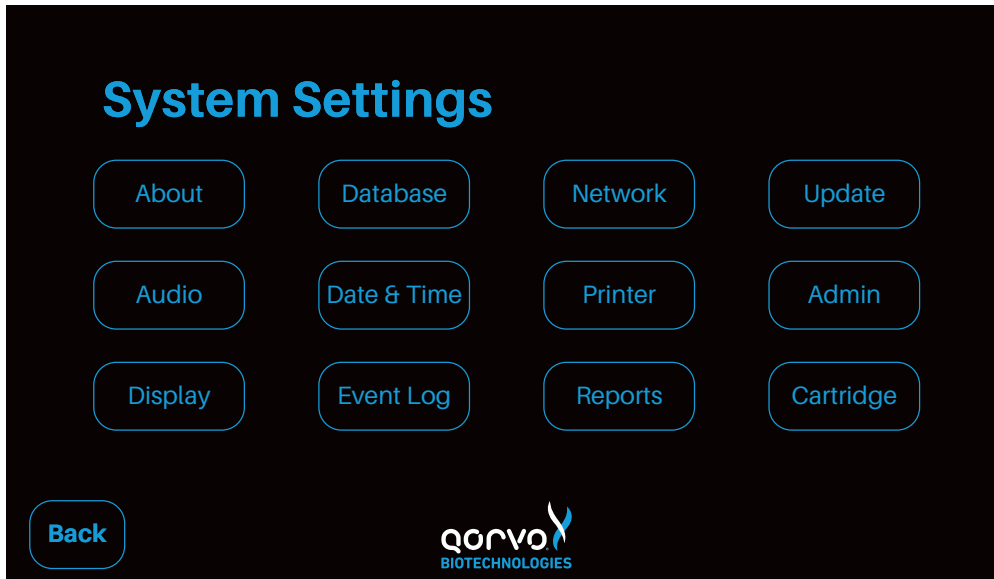 System Settings
About Database Network Update
Audio Date & Time Printer Admin
Display Event Log Reports Cartridge
Back
QORVO
BIOTECHNOLOGIES